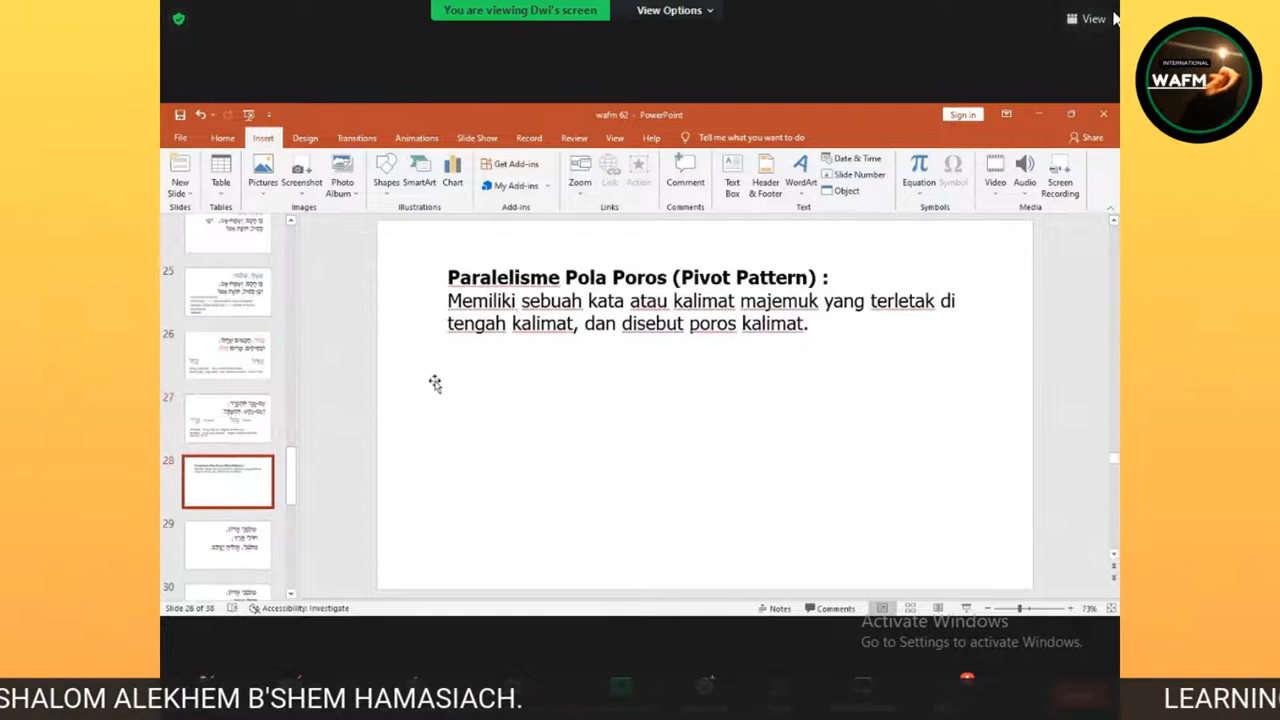 You are viewing Dwi's screen
View Options
View
INTERNATIONAL
WAFM
wafm 62 - PowerPoint
Sign in
File Home Insert Design Transitions Animations Slide Show Record Review View Help Tell me what you want to do
Share
New Slide
Table
Pictures
Screenshot
Photo Album
Shapes
SmartArt
Chart
Get Add-ins
My Add-ins
Zoom
Link
Action
Comment
Text Box
Header & Footer
WordArt
Date & Time
Slide Number
Object
Equation
Symbol
Video
Audio
Screen Recording
Slides Tables Images Illustrations Add-ins Links Comments Text Symbols Media
25
26
27
28
29
30
Paralelisme Pola Poros (Pivot Pattern) :
Memiliki sebuah kata atau kalimat majemuk yang terletak di
tengah kalimat, dan disebut poros kalimat.
Slide 28 of 38
Accessibility: Investigate
Notes
Comments
73%
Activate Windows
Go to Settings to activate Windows.
SHALOM ALEKHEM B'SHEM HAMASIACH.
LEARNING